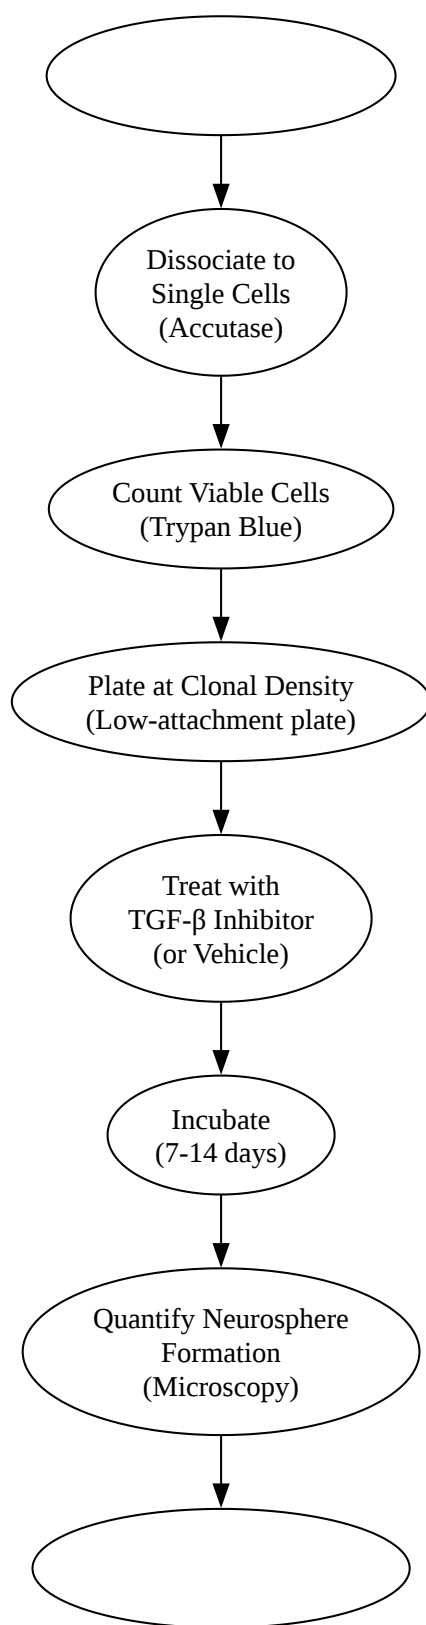 Dissociate to
Single Cells
(Accutase)
Count Viable Cells
(Trypan Blue)
Plate at Clonal Density
(Low-attachment plate)
Treat with
TGF-β Inhibitor
(or Vehicle)
Incubate
(7-14 days)
Quantify Neurosphere
Formation
(Microscopy)